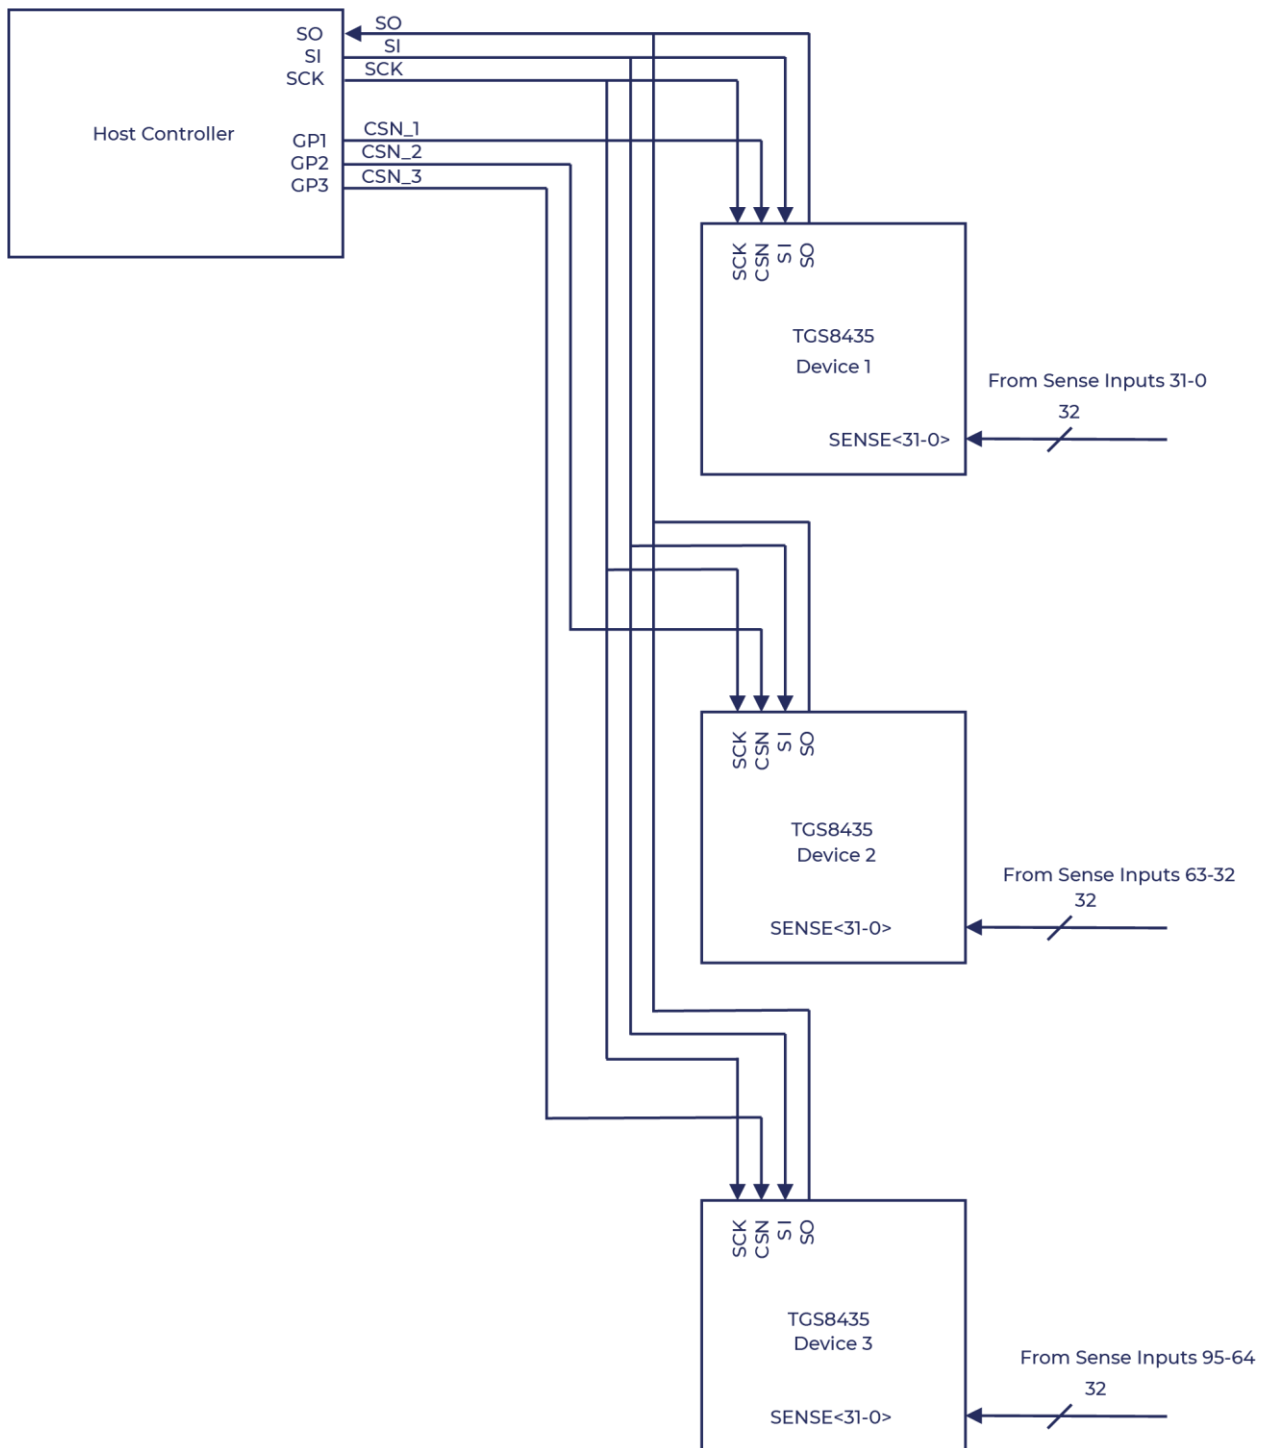 SO
SI
SCK
Host Controller
GP1
GP2
GP3
SO
SI
SCK
CSN_1
CSN_2
CSN_3
SCK
CSN
SI
SO
TGS8435
Device 1
SENSE<31-0>
From Sense Inputs 31-0
32
SCK
CSN
SI
SO
TGS8435
Device 2
SENSE<31-0>
From Sense Inputs 63-32
32
SCK
CSN
SI
SO
TGS8435
Device 3
SENSE<31-0>
From Sense Inputs 95-64
32